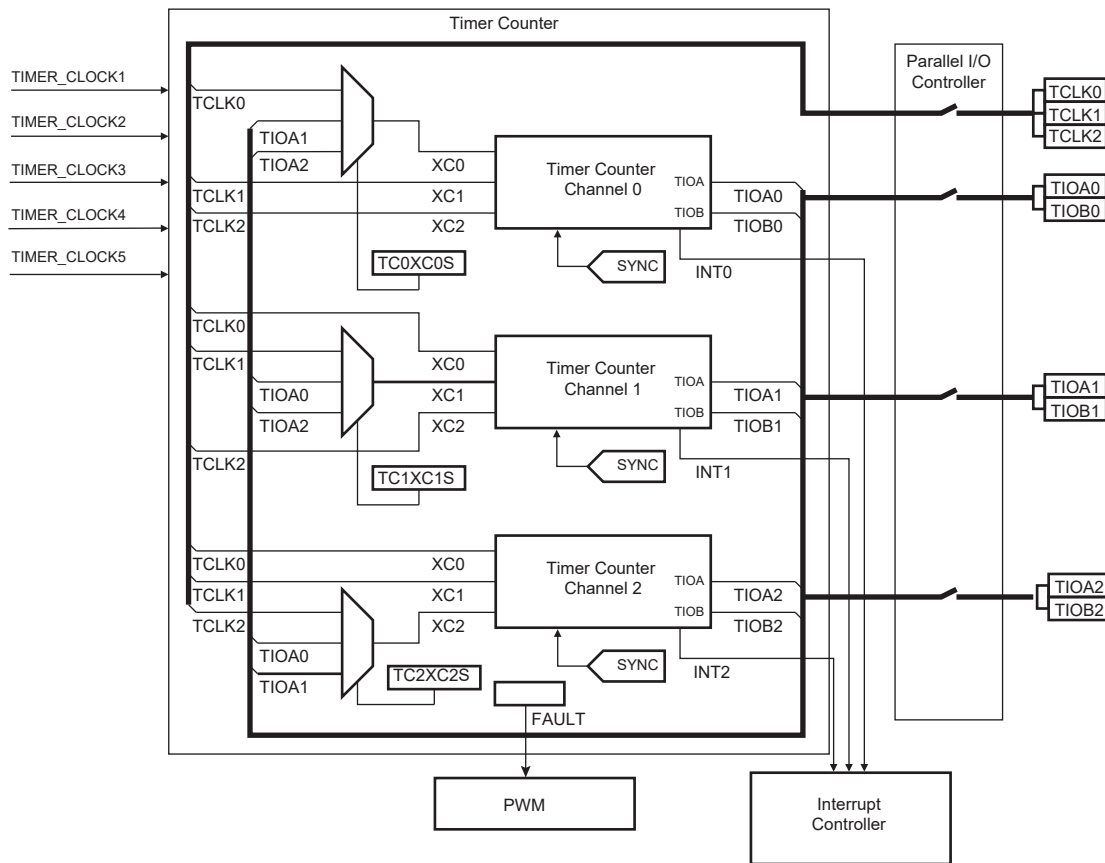 Timer Counter
Parallel I/O
Controller
TIMER_CLOCK1
TIMER_CLOCK2
TIMER_CLOCK3
TIMER_CLOCK4
TIMER_CLOCK5
TCLK0
TIOA1
TIOA2
TCLK1
TCLK2
XC0
XC1
XC2
Timer Counter
Channel 0
TIOA
TIOB
TIOA0
TIOB0
TC0XC0S
SYNC
INT0
TCLK0
TCLK1
TCLK2
TIOA0
TIOB0
TCLK0
TCLK1
TIOA0
TIOA2
TCLK2
XC0
XC1
XC2
Timer Counter
Channel 1
TIOA
TIOB
TIOA1
TIOB1
TC1XC1S
SYNC
INT1
TIOA1
TIOB1
TCLK0
TCLK1
TCLK2
TIOA0
TIOA1
XC0
XC1
XC2
Timer Counter
Channel 2
TIOA
TIOB
TIOA2
TIOB2
TC2XC2S
SYNC
INT2
TIOA2
TIOB2
FAULT
PWM
Interrupt
Controller